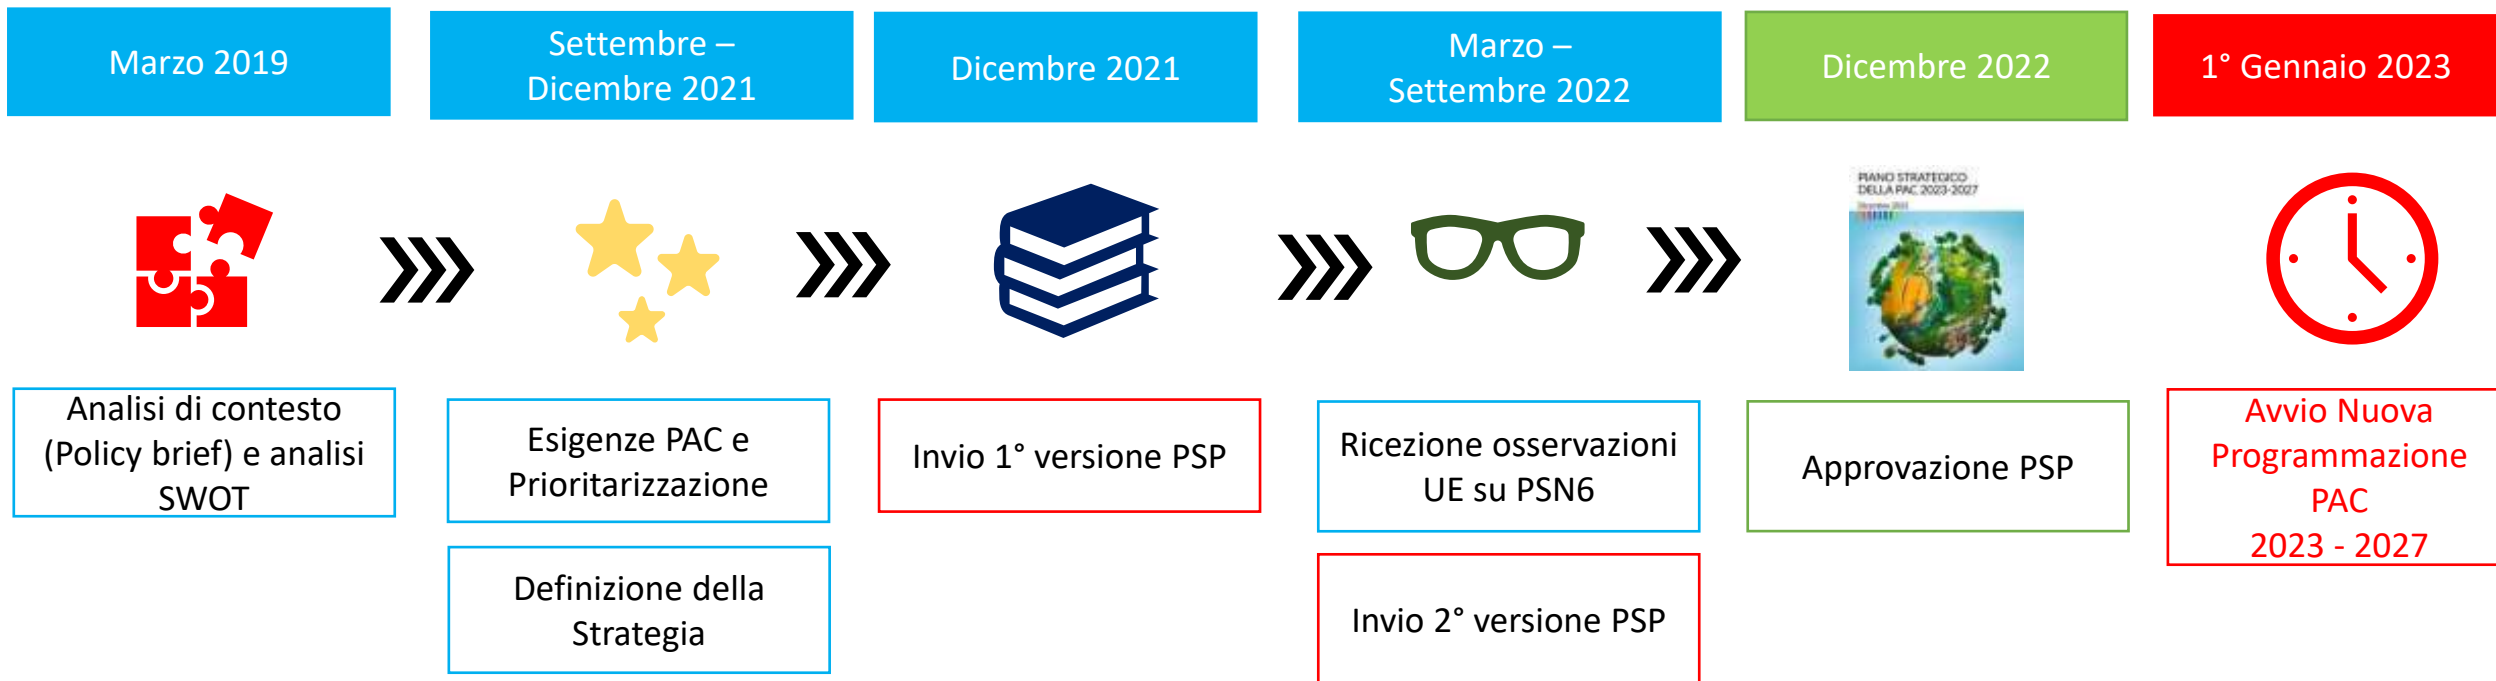 Marzo 2019
Settembre –
Dicembre 2021
Dicembre 2021
Marzo –
Settembre 2022
Dicembre 2022
1° Gennaio 2023
PIANO STRATEGICO
DELLA PAC 2023-2027
Dicembre 2022
Analisi di contesto
(Policy brief) e analisi
SWOT
Esigenze PAC e
Prioritarizzazione
Definizione della
Strategia
Invio 1° versione PSP
Ricezione osservazioni
UE su PSN6
Invio 2° versione PSP
Approvazione PSP
Avvio Nuova
Programmazione
PAC
2023 - 2027